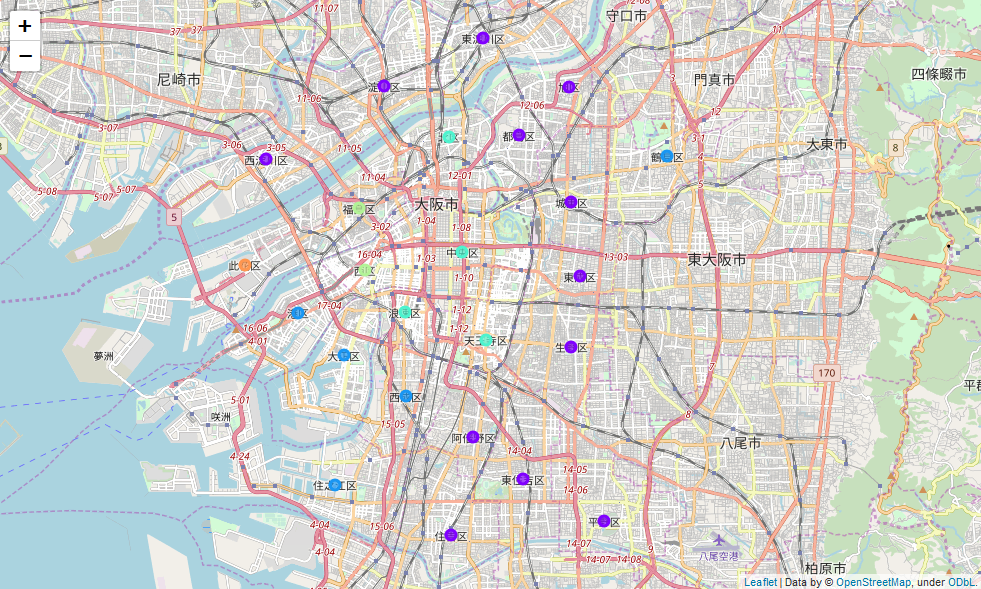 +
−
11-07
12-08
守口市
37
37
東淀川区
11
尼崎市
淀川区
旭区
門真市
四條畷市
11-06
12-06
3-07
12
都島区
3-1
3-06
3-05
11-05
大東市
8
西淀川区
鶴見区
5-08
5-07
5-07
11-04
12-01
4
5
福島区
大阪市
城東区
1-04
3-02
1-08
中央区
16-04
1-03
13-03
東大阪市
此花区
西区
東成区
1-10
5
17-04
港区
浪速区
1-12
16-06
4-01
1-12
天王寺区
生野区
夢洲
大正区
7
170
平群
5-01
西成区
咲洲
8
15-05
阿倍野区
八尾市
4-24
14-04
14-05
東住吉区
住之江区
14-06
4-04
15-06
平野区
住吉区
4-04
14-07
9
八尾空港
14-07
14-08
柏原市
Leaflet | Data by © OpenStreetMap, under ODbL.